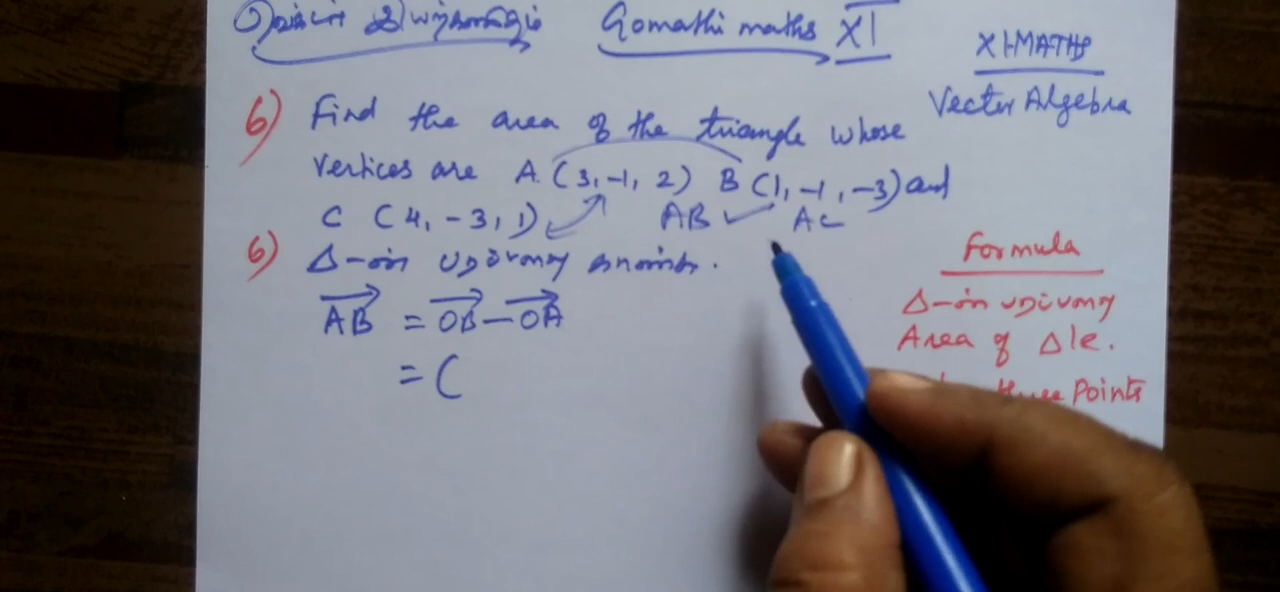 Gomathi maths XI
XI-MATHS
Vector Algebra
6) Find the area of the triangle whose
vertices are A (3, -1, 2) B (1, -1, -3) and
C (4, -3, 1) AB ✓ AC
6) Δ-ன்
AB = OB - OA
= (
Formula
Δ-ன்
Area of Δle.
three Points